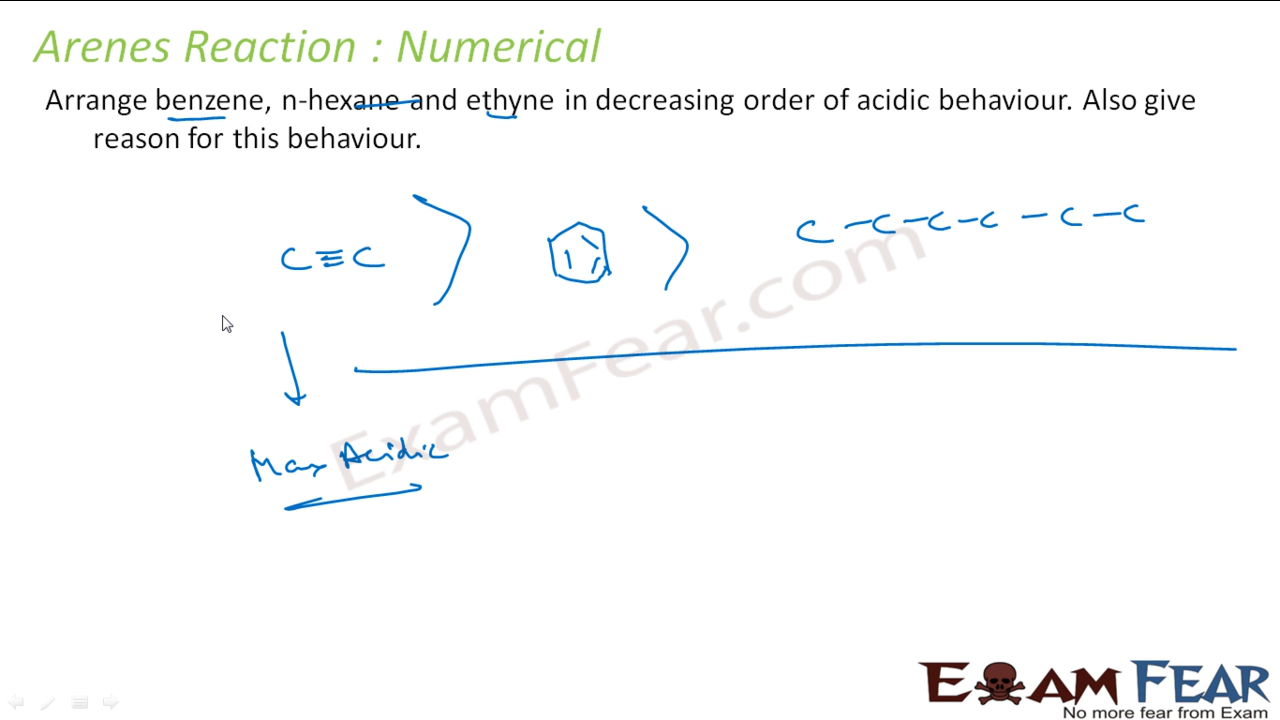 Arenes Reaction : Numerical
Arrange benzene, n-hexane and ethyne in decreasing order of acidic behaviour. Also give
reason for this behaviour.
C≡C > > C-C-C-C-C-C
Max Acidic
ExamFear.com
EXAM FEAR
No more fear from Exam